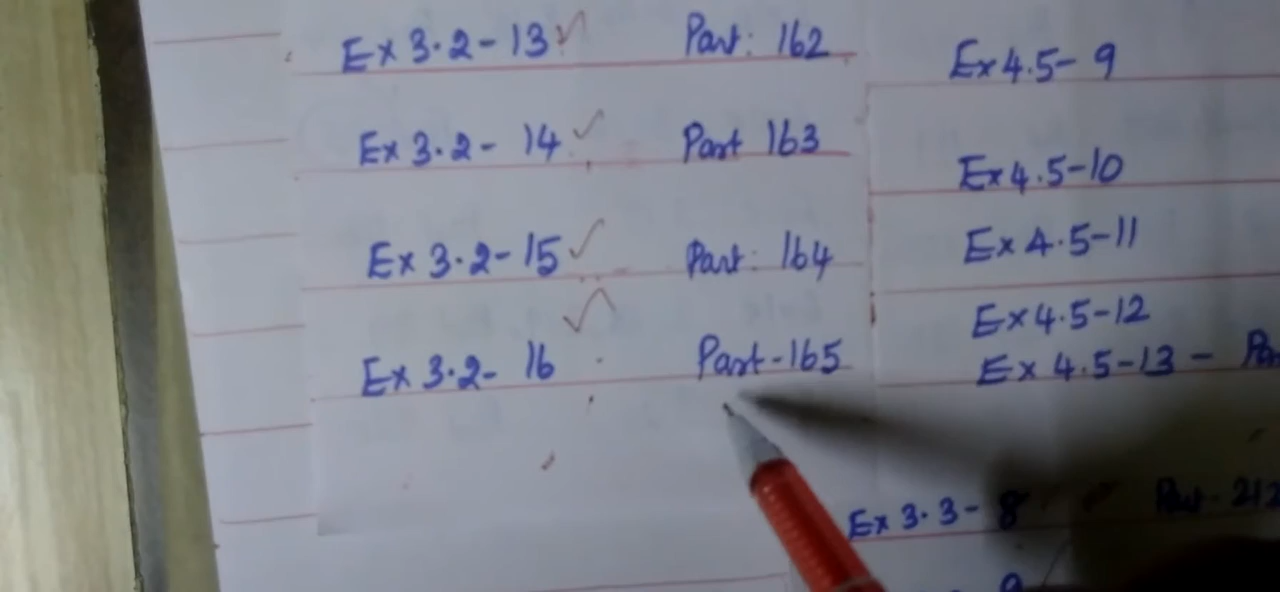 Ex 3.2-13 Part: 162
Ex 3.2-14 Part 163
Ex 3.2-15 Part: 164
Ex 3.2-16 Part-165
Ex 4.5-9
Ex 4.5-10
Ex 4.5-11
Ex 4.5-12
Ex 4.5-13 -
Ex 3.3-8
9